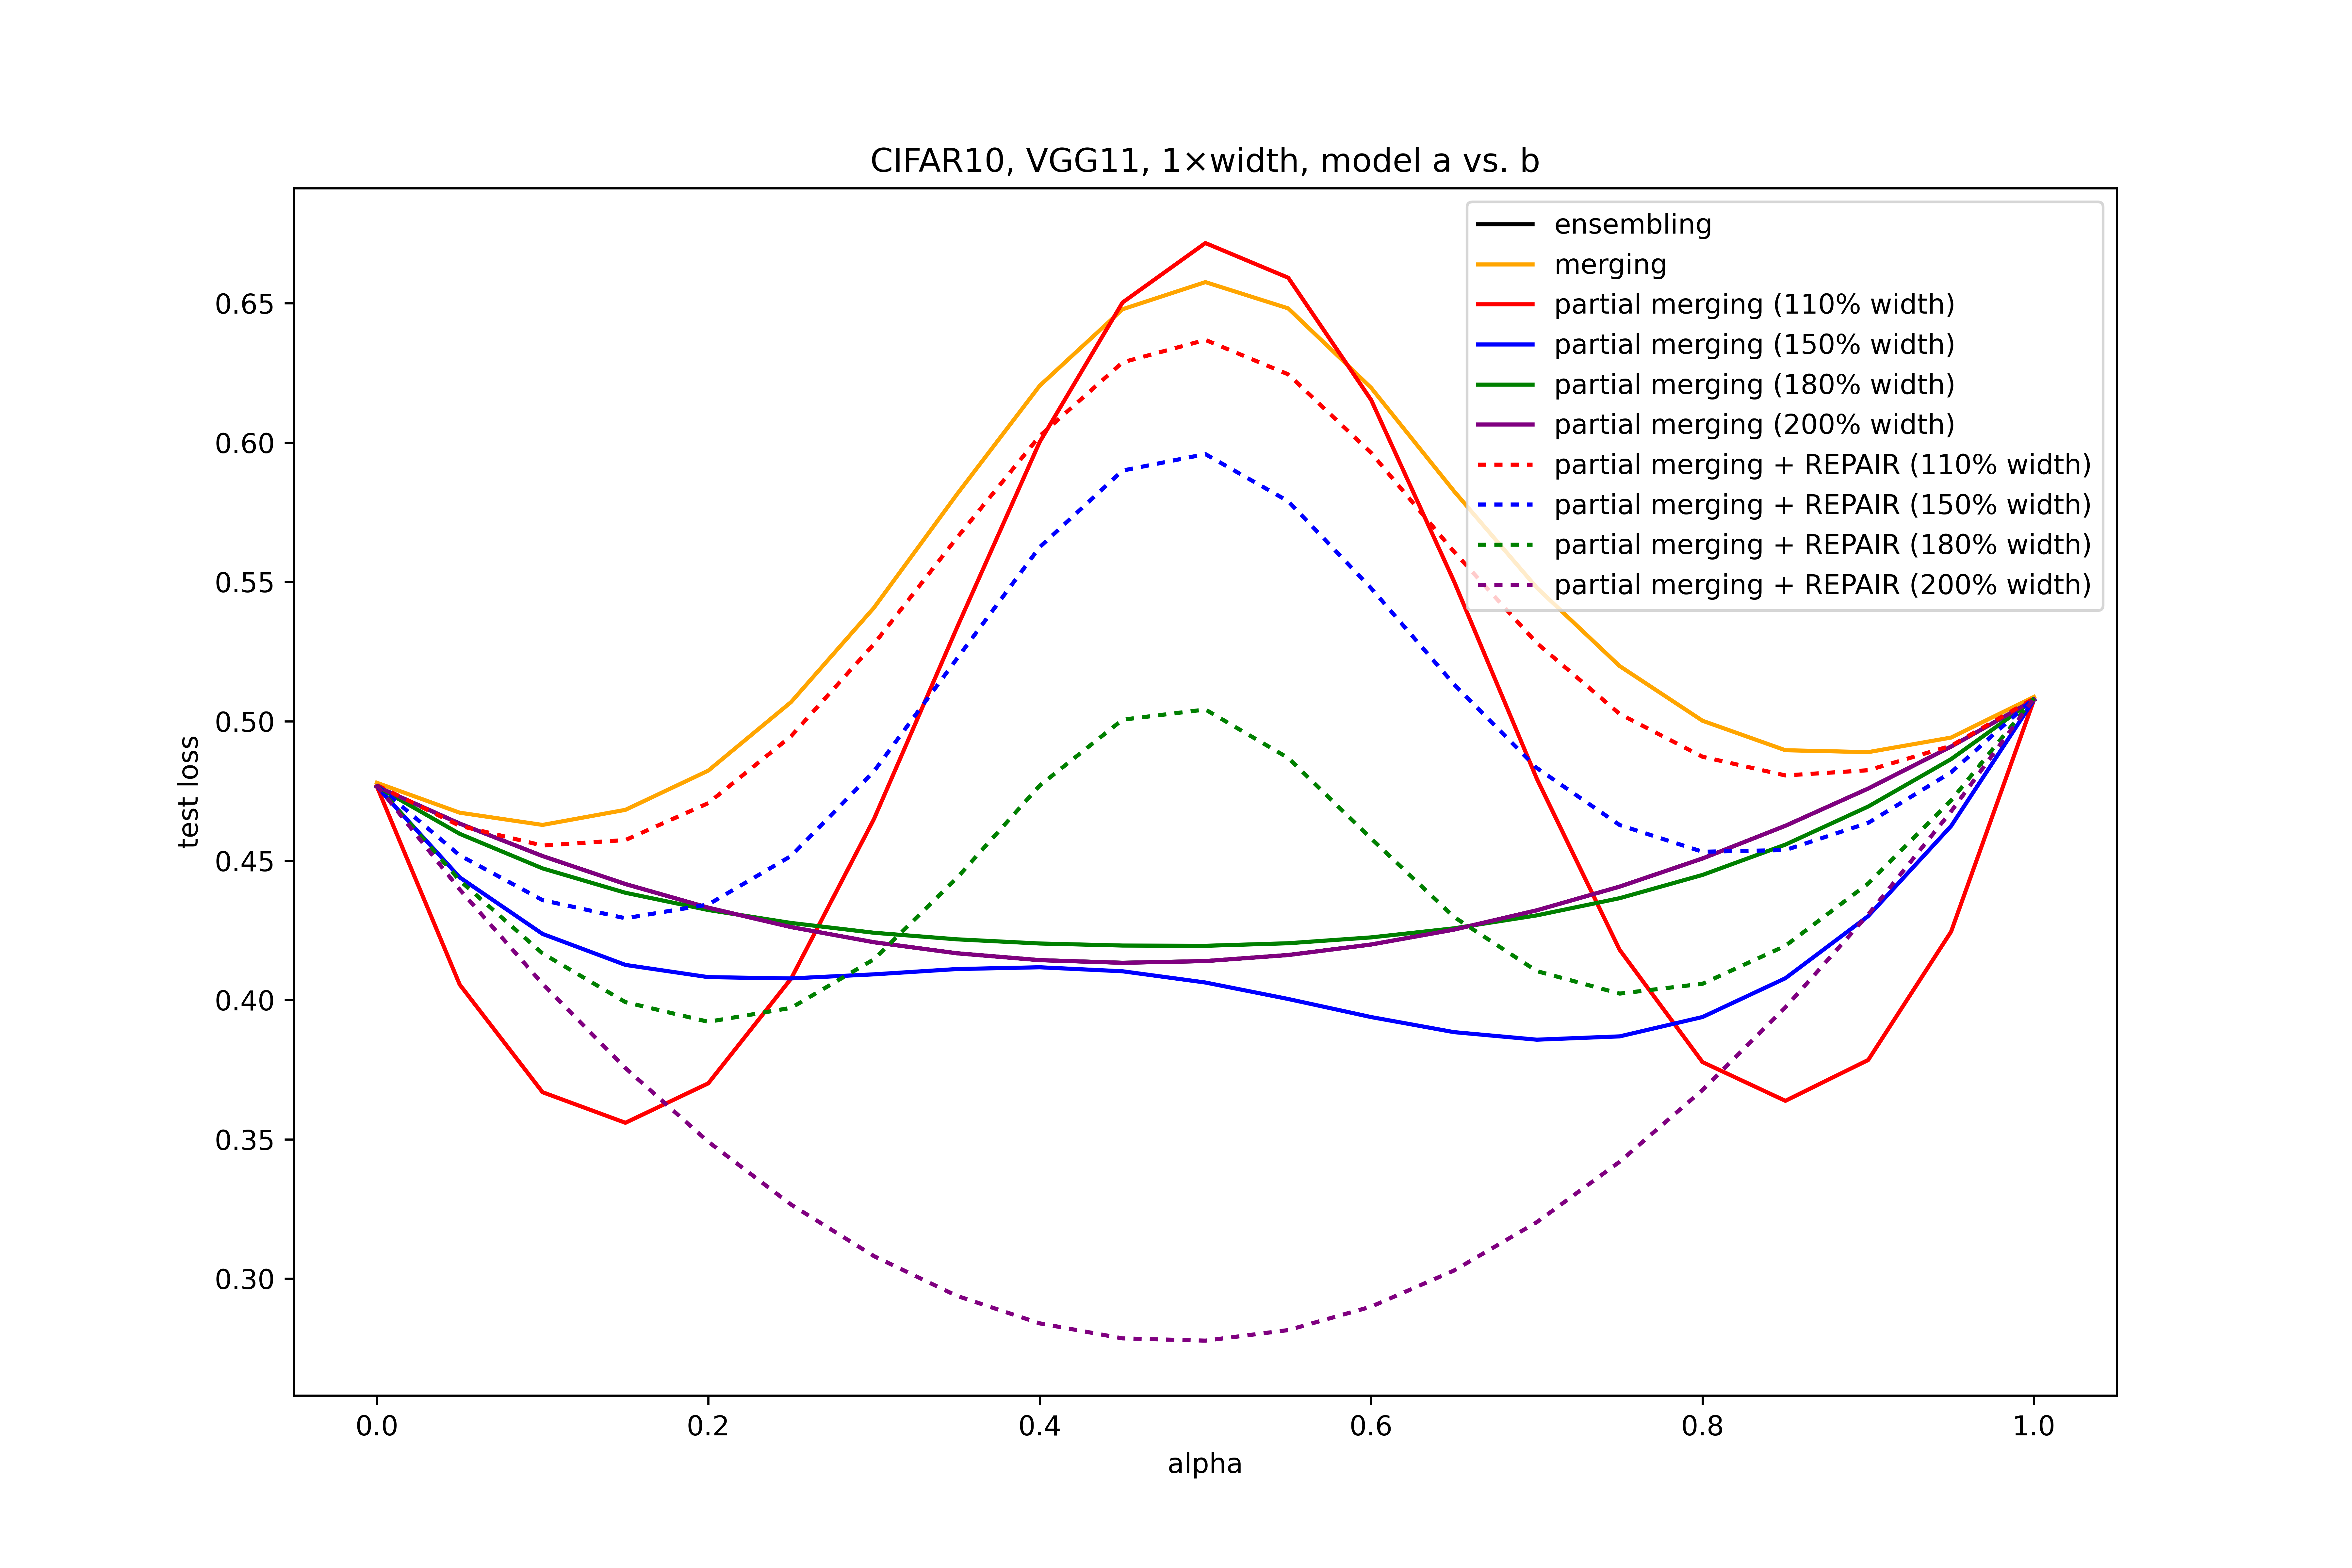 CIFAR10, VGG11, 1×width, model a vs. b
ensembling
merging
partial merging (110% width)
partial merging (150% width)
partial merging (180% width)
partial merging (200% width)
partial merging + REPAIR (110% width)
partial merging + REPAIR (150% width)
partial merging + REPAIR (180% width)
partial merging + REPAIR (200% width)
test loss
0.65
0.60
0.55
0.50
0.45
0.40
0.35
0.30
0.0 0.2 0.4 0.6 0.8 1.0
alpha